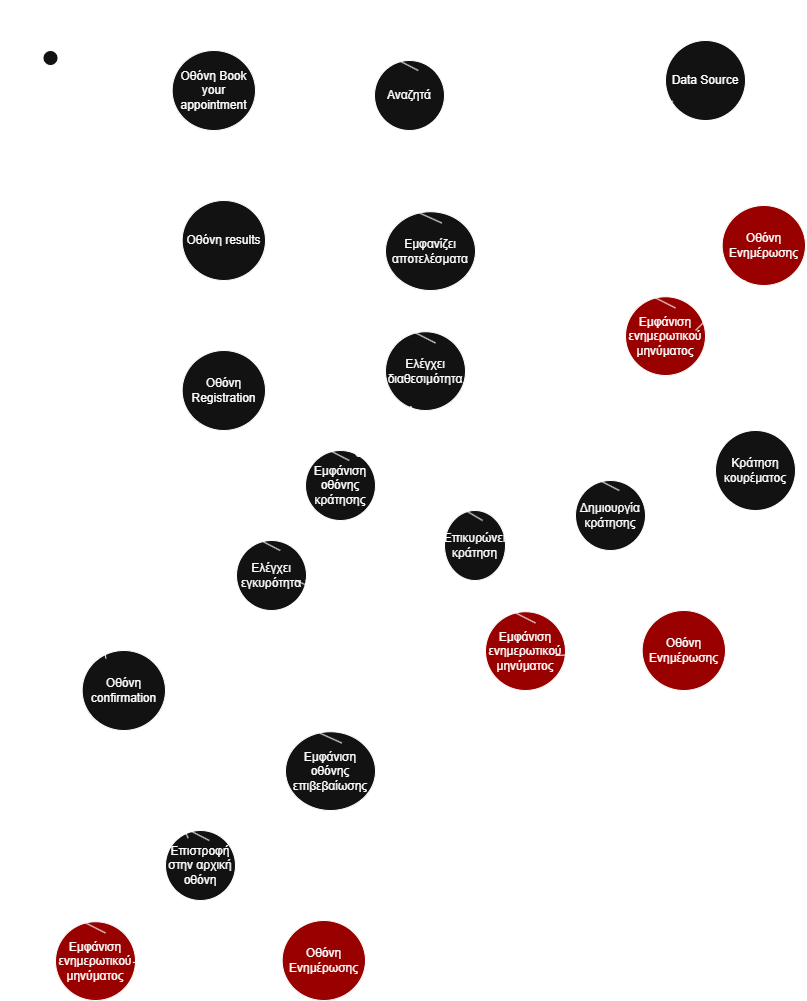 Οθόνη Book
your
appointment
Αναζητά
Data Source
Οθόνη results
Εμφανίζει
αποτελέσματα
Οθόνη
Ενημέρωσης
Εμφάνιση
ενημερωτικού
μηνύματος
Ελέγχει
διαθεσιμότητα
Οθόνη
Registration
Εμφάνιση
οθόνης
κράτησης
Κράτηση
κουρέματος
Δημιουργία
κράτησης
Επικυρώνει
κράτηση
Ελέγχει
εγκυρότητα
Εμφάνιση
ενημερωτικού
μηνύματος
Οθόνη
Ενημέρωσης
Οθόνη
confirmation
Εμφάνιση
οθόνης
επιβεβαίωσης
Επιστροφή
στην αρχική
οθόνη
Εμφάνιση
ενημερωτικού
μηνύματος
Οθόνη
Ενημέρωσης